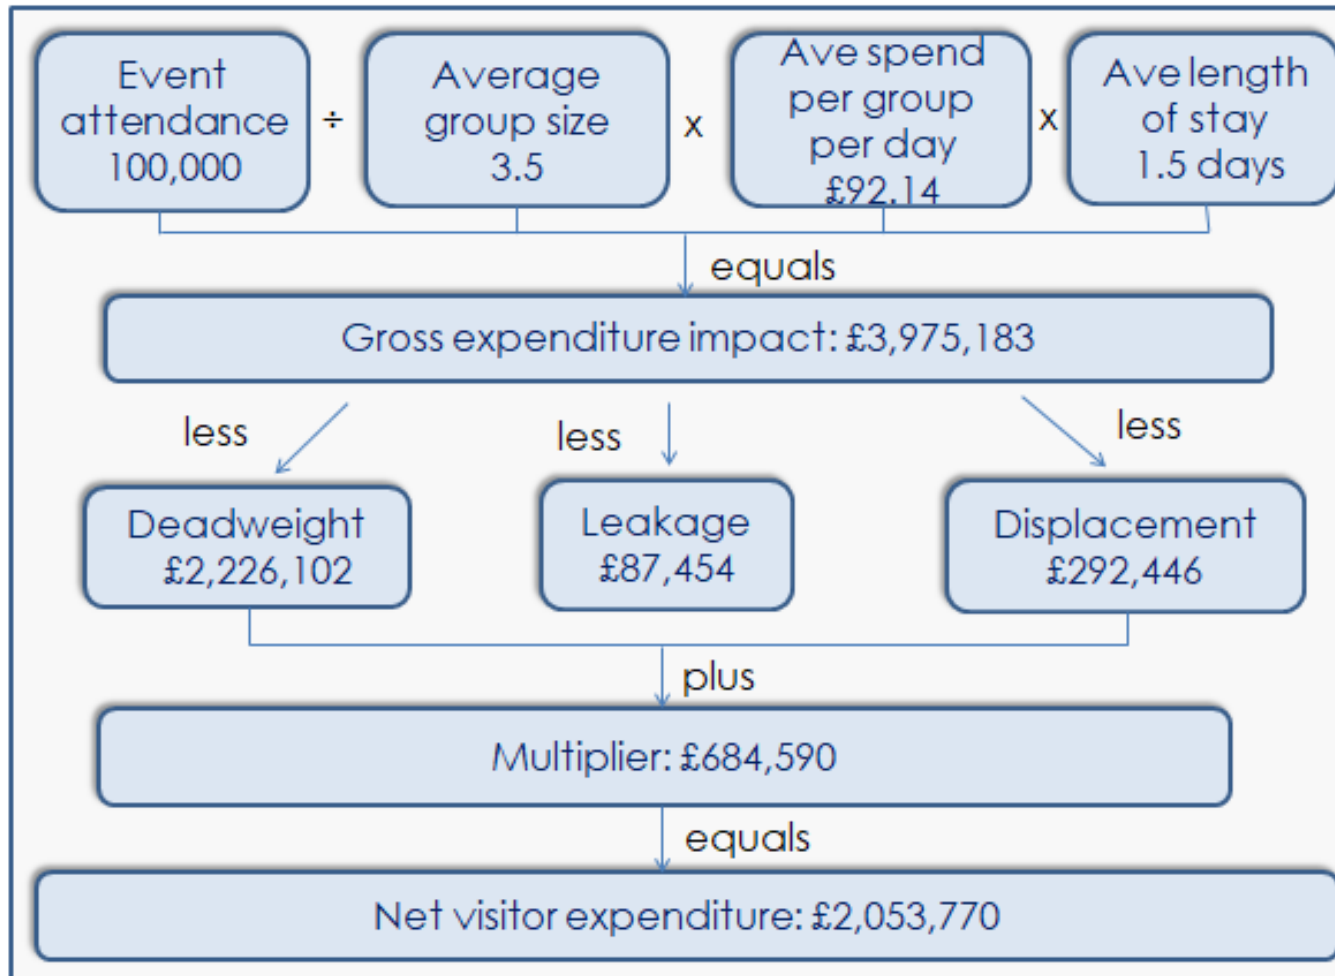 Event
attendance
100,000
÷
Average
group size
3.5
x
Ave spend
per group
per day
£92.14
x
Ave length
of stay
1.5 days
equals
Gross expenditure impact: £3,975,183
less
less
less
Deadweight
£2,226,102
Leakage
£87,454
Displacement
£292,446
plus
Multiplier: £684,590
equals
Net visitor expenditure: £2,053,770